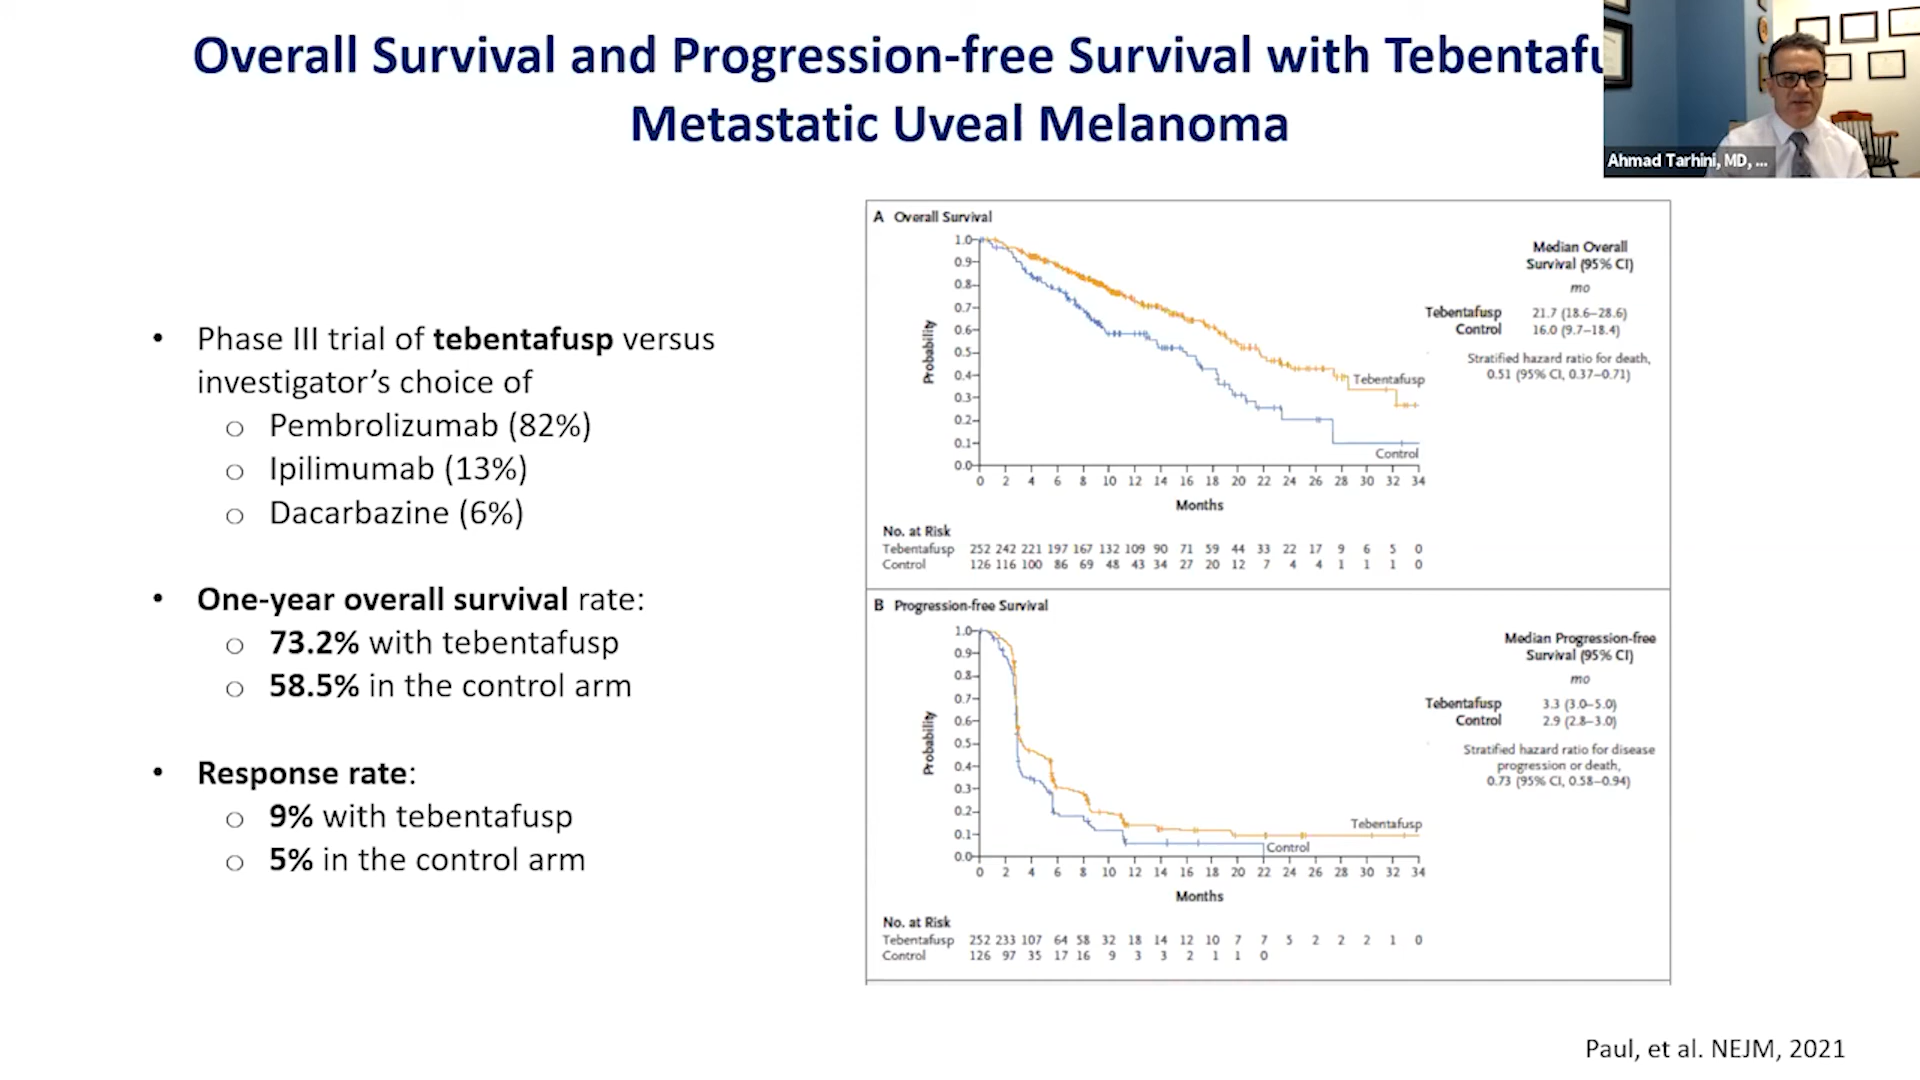 Overall Survival and Progression-free Survival with Tebentafu
Metastatic Uveal Melanoma
Ahmad Tarhini, MD, ...
• Phase III trial of tebentafusp versus
investigator's choice of
o Pembrolizumab (82%)
o Ipilimumab (13%)
o Dacarbazine (6%)
• One-year overall survival rate:
o 73.2% with tebentafusp
o 58.5% in the control arm
• Response rate:
o 9% with tebentafusp
o 5% in the control arm
A Overall Survival
1.0
0.9
0.8
0.7
0.6
0.5
0.4
0.3
0.2
0.1
0.0
Probability
0 2 4 6 8 10 12 14 16 18 20 22 24 26 28 30 32 34
Months
Tebentafusp
Control
Median Overall
Survival (95% CI)
mo
Tebentafusp 21.7 (18.6–28.6)
Control 16.0 (9.7–18.4)
Stratified hazard ratio for death,
0.51 (95% CI, 0.37–0.71)
No. at Risk
Tebentafusp 252 242 221 197 167 132 109 90 71 59 44 33 22 17 9 6 5 0
Control 126 116 100 86 69 48 43 34 27 20 12 7 4 4 1 1 1 0
B Progression-free Survival
1.0
0.9
0.8
0.7
0.6
0.5
0.4
0.3
0.2
0.1
0.0
Probability
0 2 4 6 8 10 12 14 16 18 20 22 24 26 28 30 32 34
Months
Tebentafusp
Control
Median Progression-free
Survival (95% CI)
mo
Tebentafusp 3.3 (3.0–5.0)
Control 2.9 (2.8–3.0)
Stratified hazard ratio for disease
progression or death,
0.73 (95% CI, 0.58–0.94)
No. at Risk
Tebentafusp 252 233 107 64 58 32 18 14 12 10 7 7 5 2 2 2 1 0
Control 126 97 35 17 16 9 3 3 2 1 1 0
Paul, et al. NEJM, 2021